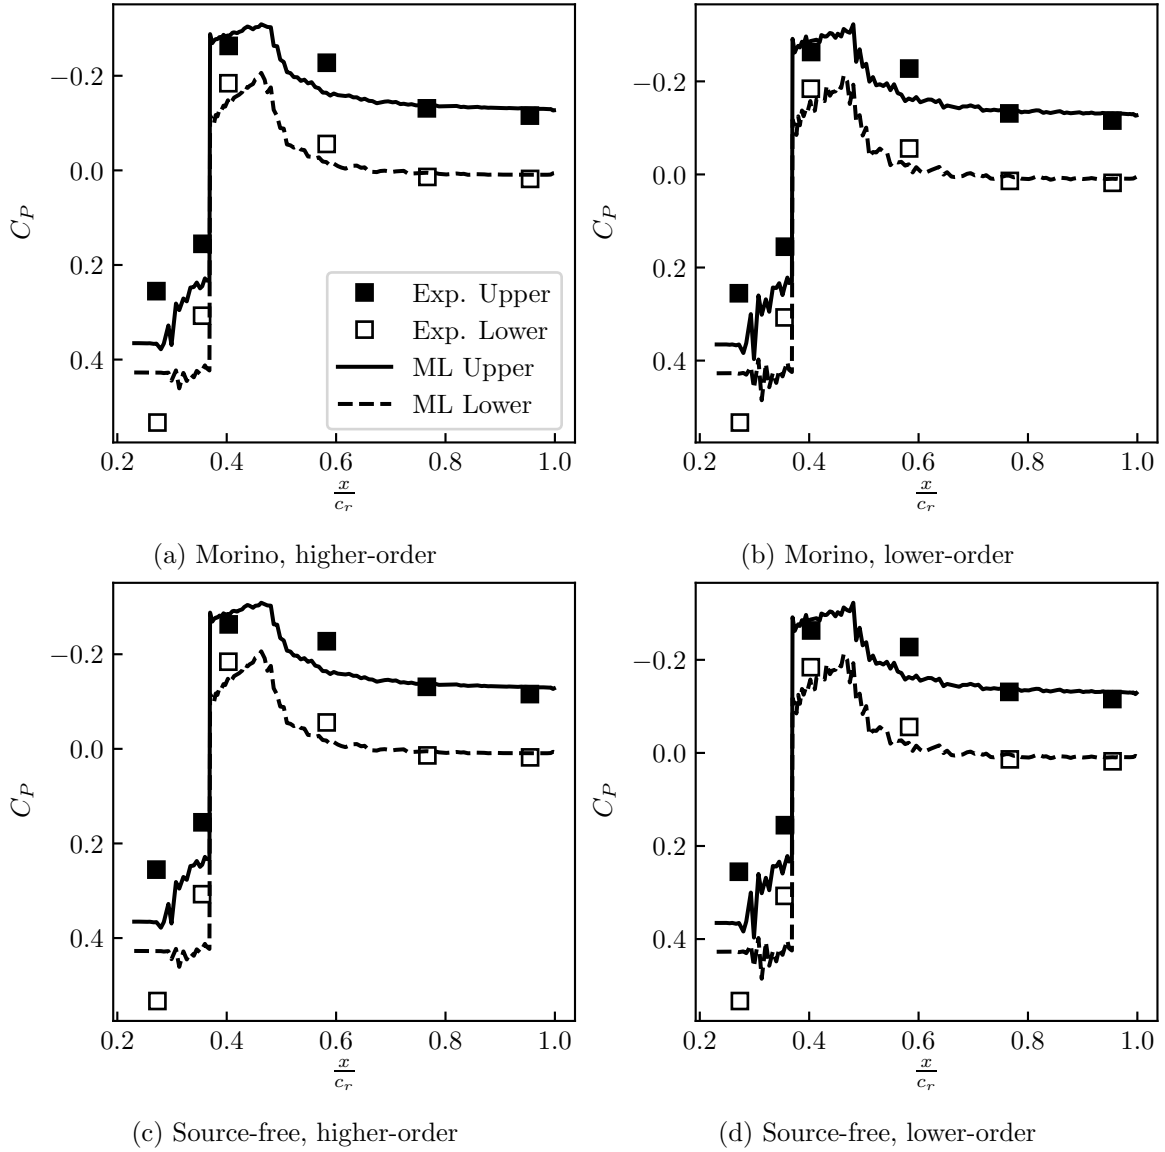 −0.2
0.0
0.2
0.4
C_P
0.2 0.4 0.6 0.8 1.0
x/c_r
Exp. Upper
Exp. Lower
ML Upper
ML Lower
(a) Morino, higher-order
−0.2
0.0
0.2
0.4
C_P
0.2 0.4 0.6 0.8 1.0
x/c_r
(b) Morino, lower-order
−0.2
0.0
0.2
0.4
C_P
0.2 0.4 0.6 0.8 1.0
x/c_r
(c) Source-free, higher-order
−0.2
0.0
0.2
0.4
C_P
0.2 0.4 0.6 0.8 1.0
x/c_r
(d) Source-free, lower-order